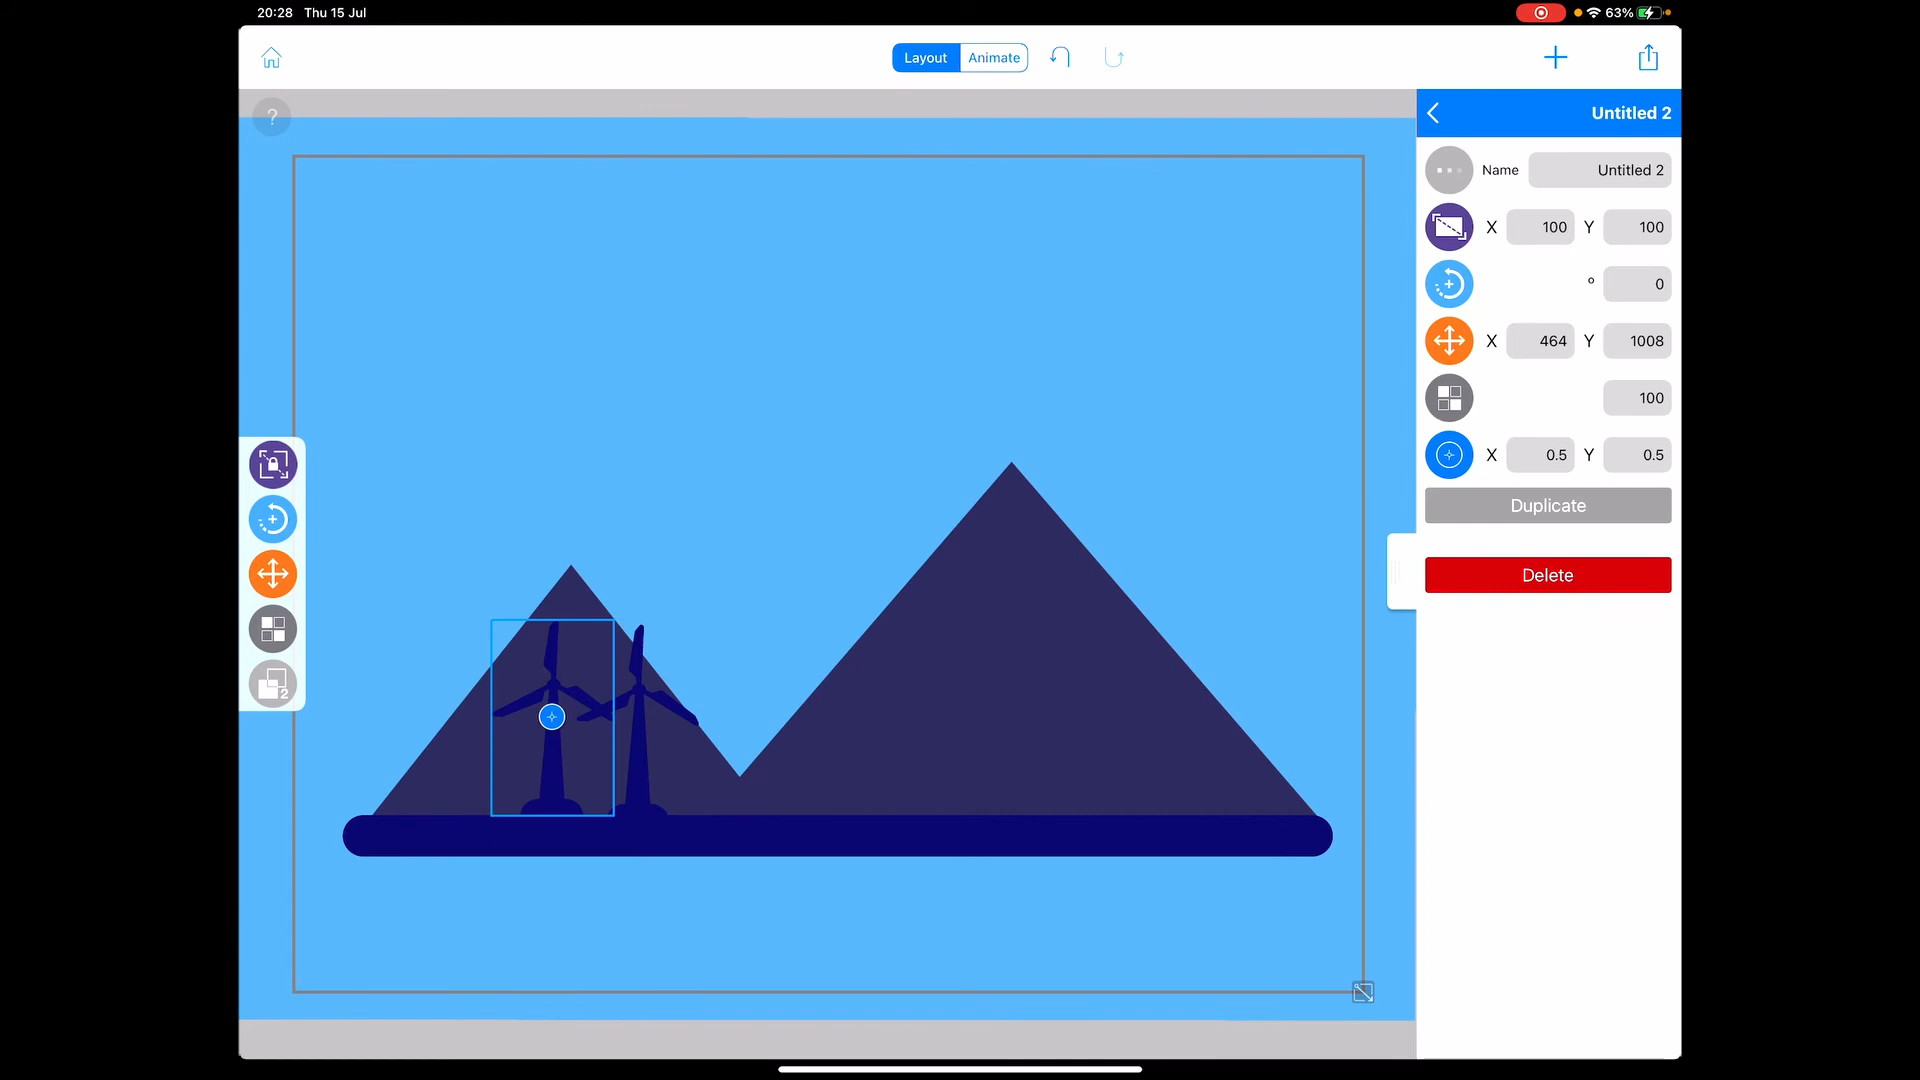 20:28 Thu 15 Jul 63%
Layout Animate
?
Untitled 2
Name Untitled 2
X 100 Y 100
° 0
X 464 Y 1008
100
X 0.5 Y 0.5
Duplicate
Delete
2